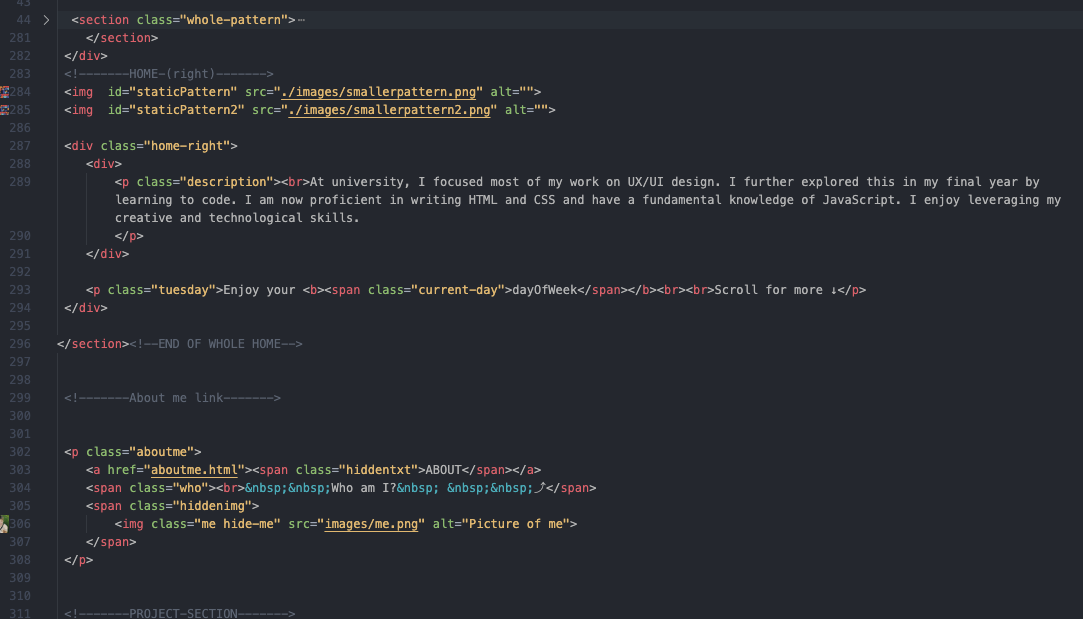 43
44 > <section class="whole-pattern">⋯
281 </section>
282 </div>
283 <!-------HOME-(right)------->
284 <img  id="staticPattern" src="./images/smallerpattern.png" alt="">
285 <img  id="staticPattern2" src="./images/smallerpattern2.png" alt="">
286
287 <div class="home-right">
288 <div>
289 <p class="description"><br>At university, I focused most of my work on UX/UI design. I further explored this in my final year by
learning to code. I am now proficient in writing HTML and CSS and have a fundamental knowledge of JavaScript. I enjoy leveraging my
creative and technological skills.
290 </p>
291 </div>
292
293 <p class="tuesday">Enjoy your <b><span class="current-day">dayOfWeek</span></b><br><br>Scroll for more ↓</p>
294 </div>
295
296 </section><!--END OF WHOLE HOME-->
297
298
299 <!-------About me link------->
300
301
302 <p class="aboutme">
303 <a href="aboutme.html"><span class="hiddentxt">ABOUT</span></a>
304 <span class="who"><br>&nbsp;&nbsp;Who am I?&nbsp; &nbsp;&nbsp;⤴</span>
305 <span class="hiddenimg">
306 <img class="me hide-me" src="images/me.png" alt="Picture of me">
307 </span>
308 </p>
309
310
311 <!-------PROJECT-SECTION------->